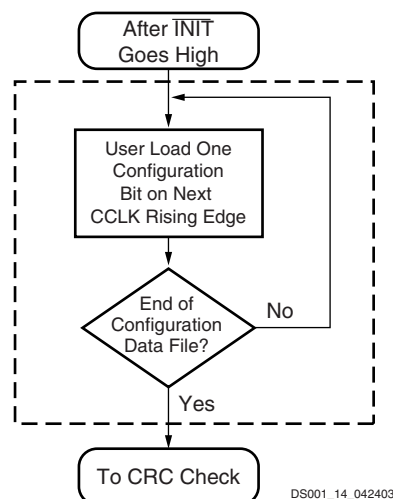 After INIT
Goes High
User Load One
Configuration
Bit on Next
CCLK Rising Edge
End of
Configuration
Data File?
No
Yes
To CRC Check
DS001_14_042403